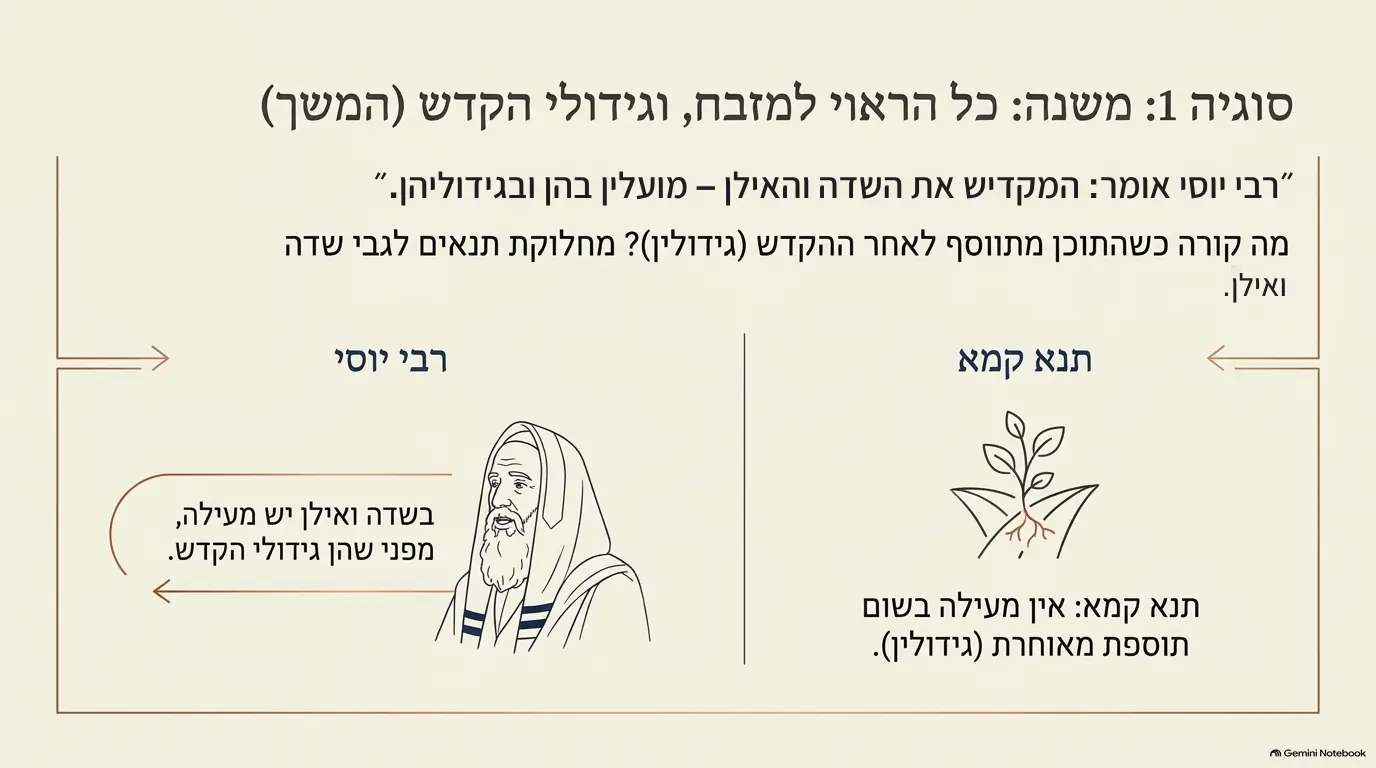 סוגיה 1: משנה: כל הראוי למזבח, וגידולי הקדש (המשך)
"רבי יוסי אומר: המקדיש את השדה והאילן – מועלין בהן ובגידוליהן."
מה קורה כשהתוכן מתווסף לאחר ההקדש (גידולין)? מחלוקת תנאים לגבי שדה
ואילן.
תנא קמא
תנא קמא: אין מעילה בשום
תוספת מאוחרת (גידולין).
רבי יוסי
בשדה ואילן יש מעילה,
מפני שהן גידולי הקדש.
Gemini Notebook